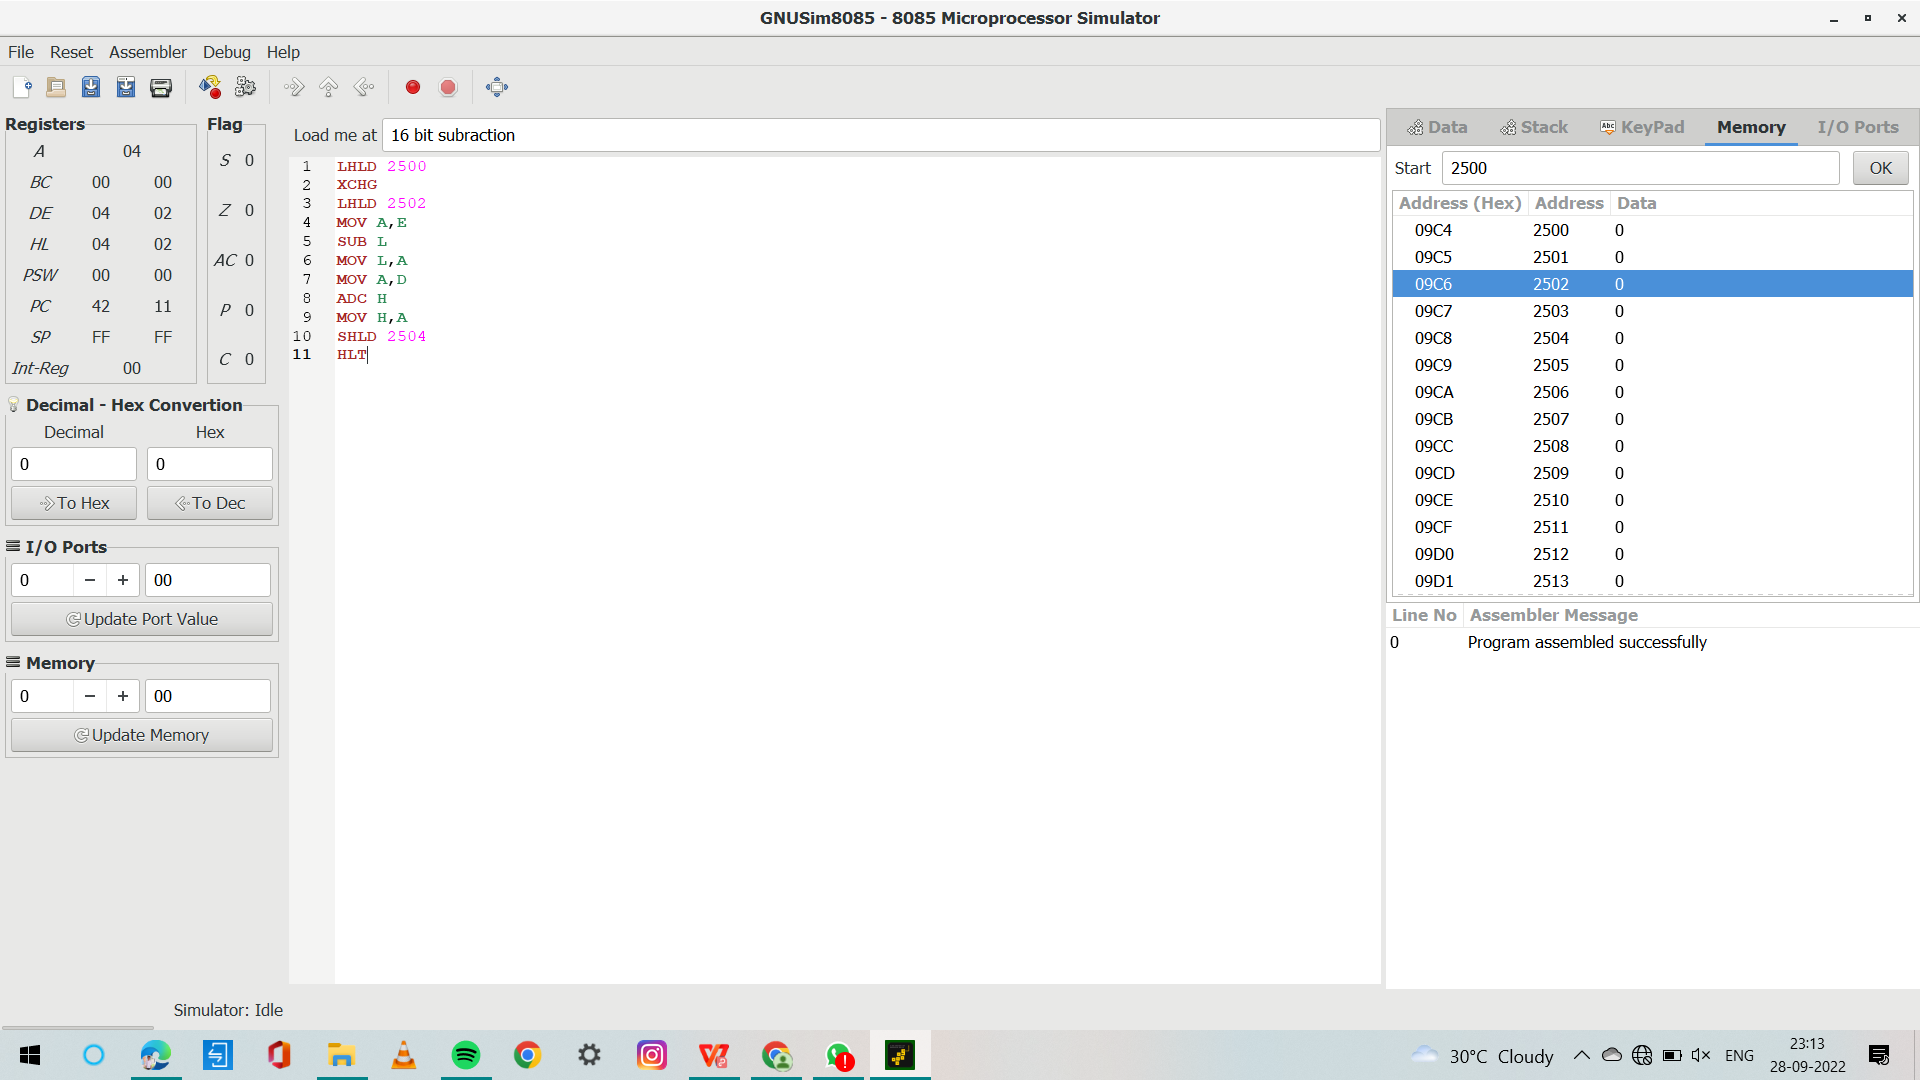 GNUSim8085 - 8085 Microprocessor Simulator
File Reset Assembler Debug Help
Registers
A 04
BC 00 00
DE 04 02
HL 04 02
PSW 00 00
PC 42 11
SP FF FF
Int-Reg 00
Flag
S 0
Z 0
AC 0
P 0
C 0
Decimal - Hex Convertion
Decimal Hex
0 0
To Hex To Dec
I/O Ports
0 − + 00
Update Port Value
Memory
0 − + 00
Update Memory
Load me at 16 bit subraction
1 LHLD 2500
2 XCHG
3 LHLD 2502
4 MOV A,E
5 SUB L
6 MOV L,A
7 MOV A,D
8 ADC H
9 MOV H,A
10 SHLD 2504
11 HLT
Data Stack Abc KeyPad Memory I/O Ports
Start 2500 OK
Address (Hex) Address Data
09C4 2500 0
09C5 2501 0
09C6 2502 0
09C7 2503 0
09C8 2504 0
09C9 2505 0
09CA 2506 0
09CB 2507 0
09CC 2508 0
09CD 2509 0
09CE 2510 0
09CF 2511 0
09D0 2512 0
09D1 2513 0
Line No Assembler Message
0 Program assembled successfully
Simulator: Idle
30°C Cloudy ENG 23:13
28-09-2022